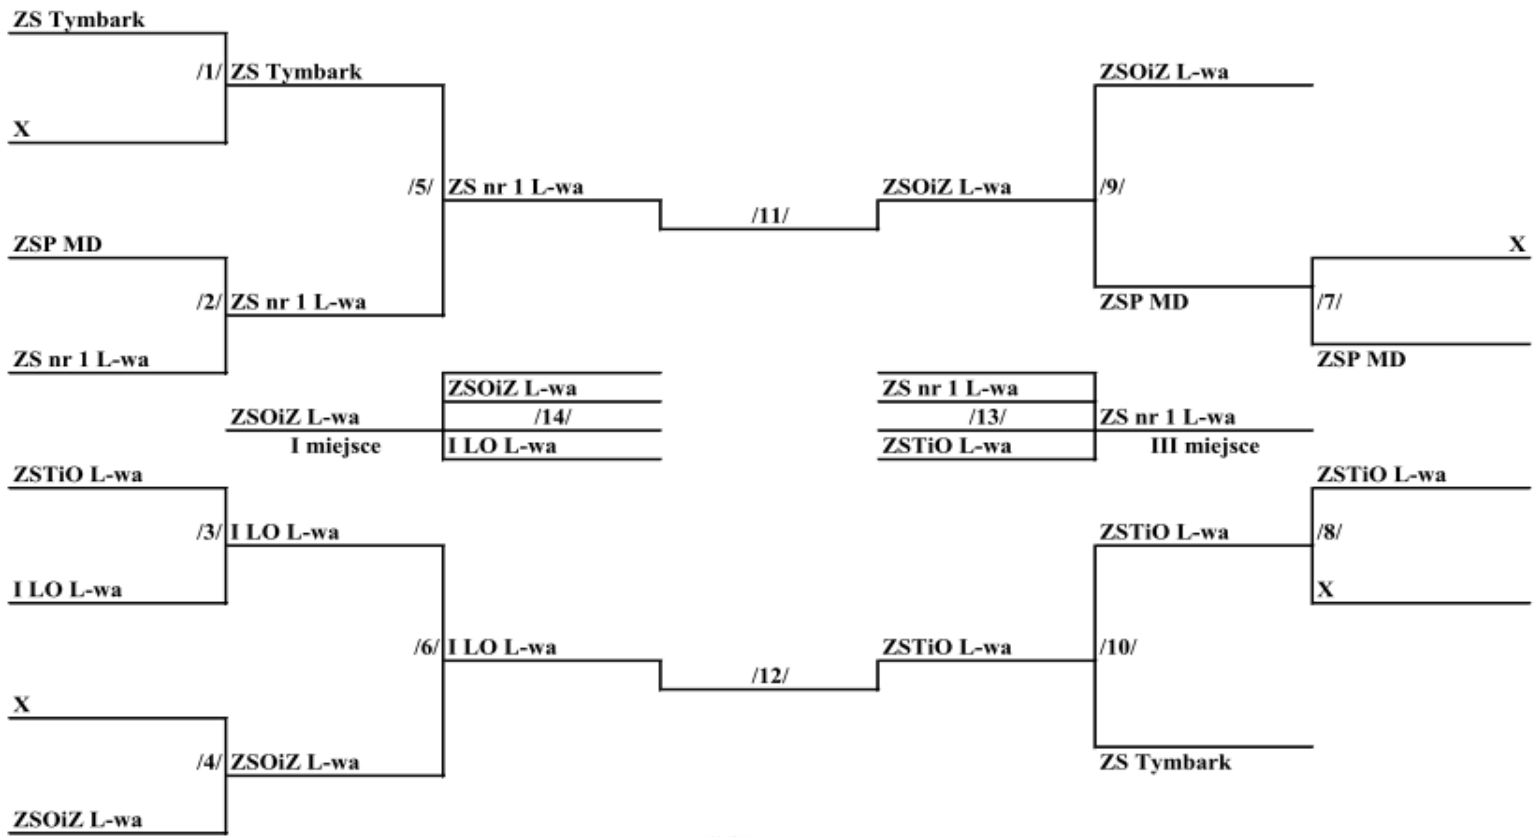 ZS Tymbark
/1/ ZS Tymbark
ZSOiZ L-wa
X
/5/ ZS nr 1 L-wa
/11/
ZSOiZ L-wa
/9/
ZSP MD
X
/2/ ZS nr 1 L-wa
ZSP MD
/7/
ZS nr 1 L-wa
ZSP MD
ZSOiZ L-wa
ZS nr 1 L-wa
ZSOiZ L-wa
/14/
/13/
ZS nr 1 L-wa
I miejsce
I LO L-wa
ZSTiO L-wa
III miejsce
ZSTiO L-wa
ZSTiO L-wa
/3/ I LO L-wa
ZSTiO L-wa
/8/
I LO L-wa
X
/6/ I LO L-wa
/12/
ZSTiO L-wa
/10/
X
/4/ ZSOiZ L-wa
ZS Tymbark
ZSOiZ L-wa